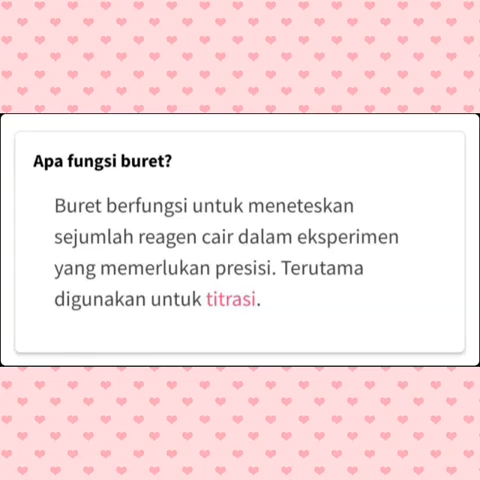 Apa fungsi buret?
Buret berfungsi untuk meneteskan
sejumlah reagen cair dalam eksperimen
yang memerlukan presisi. Terutama
digunakan untuk titrasi.